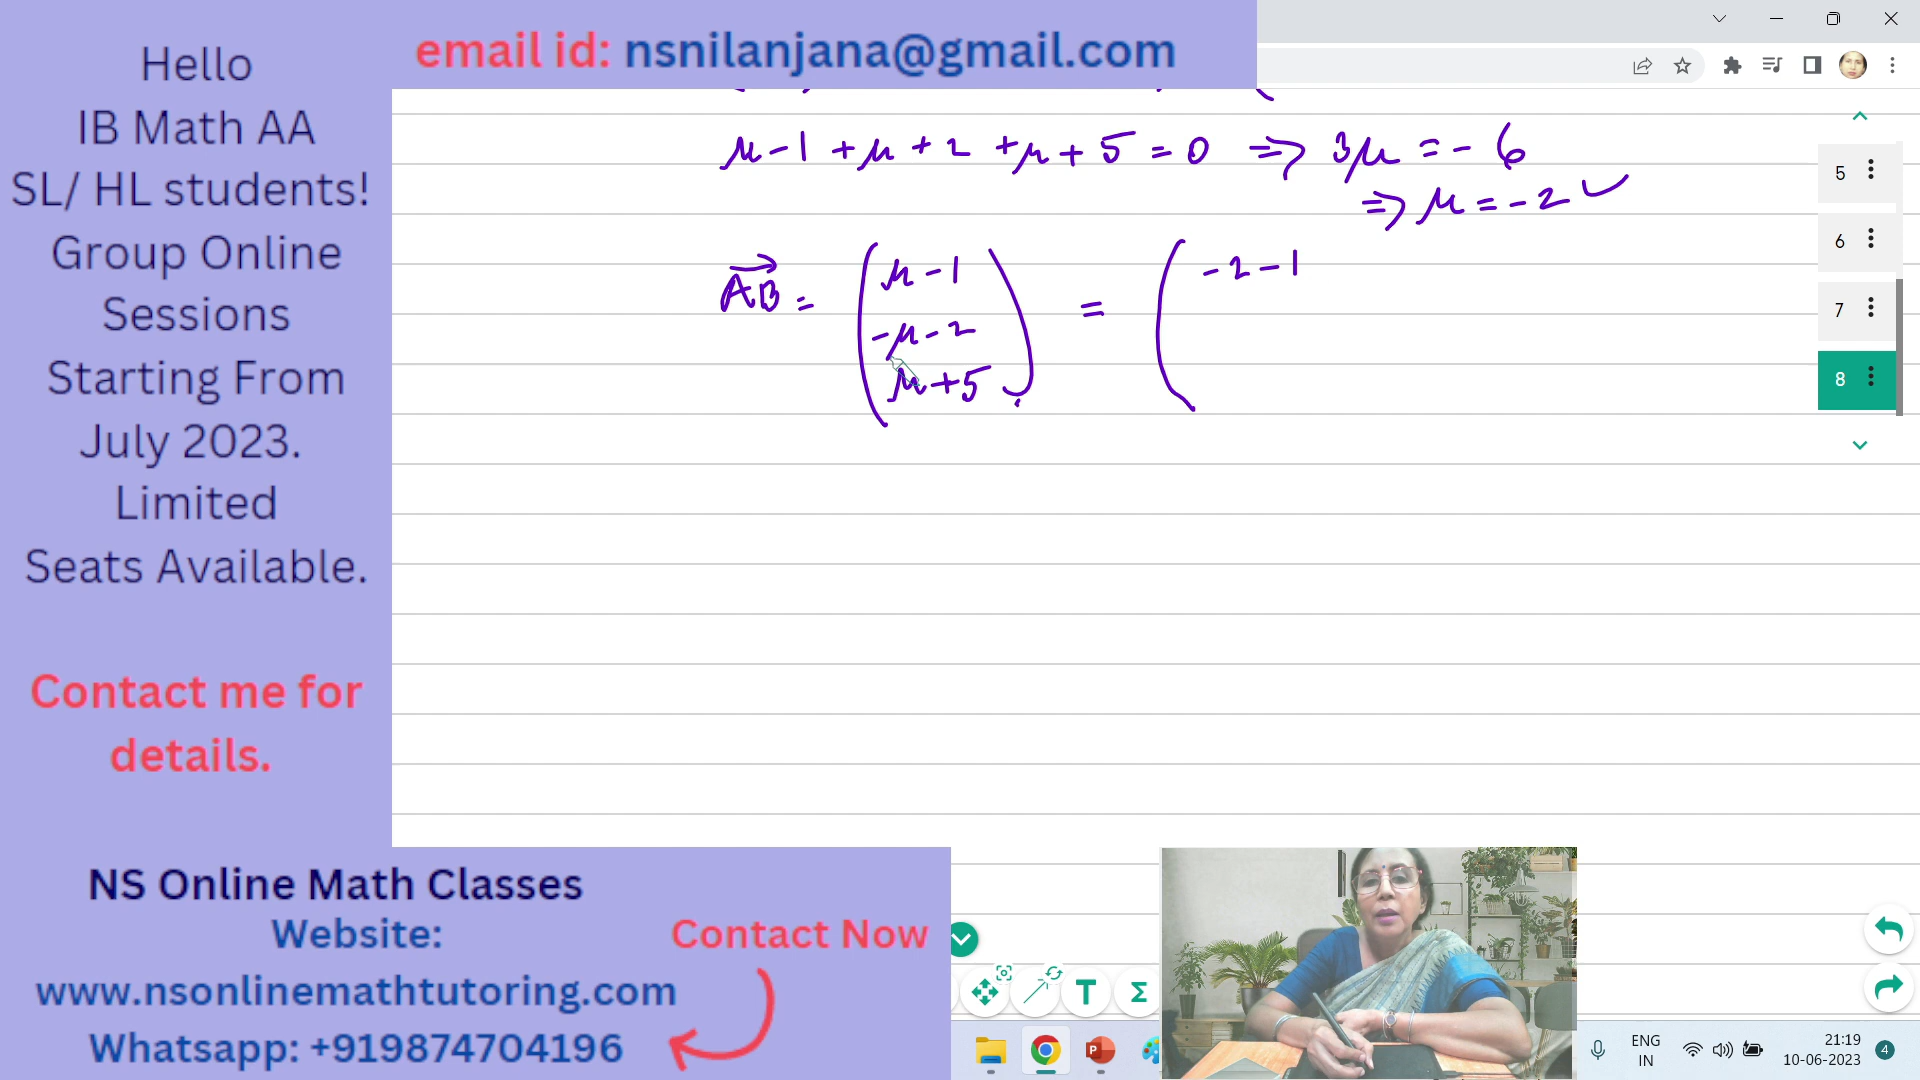 Hello
IB Math AA
SL/ HL students!
Group Online
Sessions
Starting From
July 2023.
Limited
Seats Available.
Contact me for
details.
email id: nsnilanjana@gmail.com
μ-1+μ+2+μ+5=0 ⇒ 3μ=-6
⇒ μ=-2 ✓
AB = (μ-1 -μ-2 μ+5) = ( -2-1
5
6
7
8
NS Online Math Classes
Website:
www.nsonlinemathtutoring.com
Whatsapp: +919874704196
Contact Now
T
Σ
P
ENG
IN
21:19
10-06-2023
4